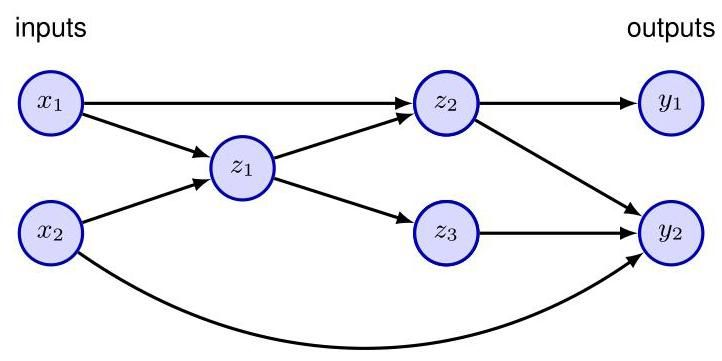 inputs
outputs
x₁
z₂
y₁
z₁
x₂
z₃
y₂